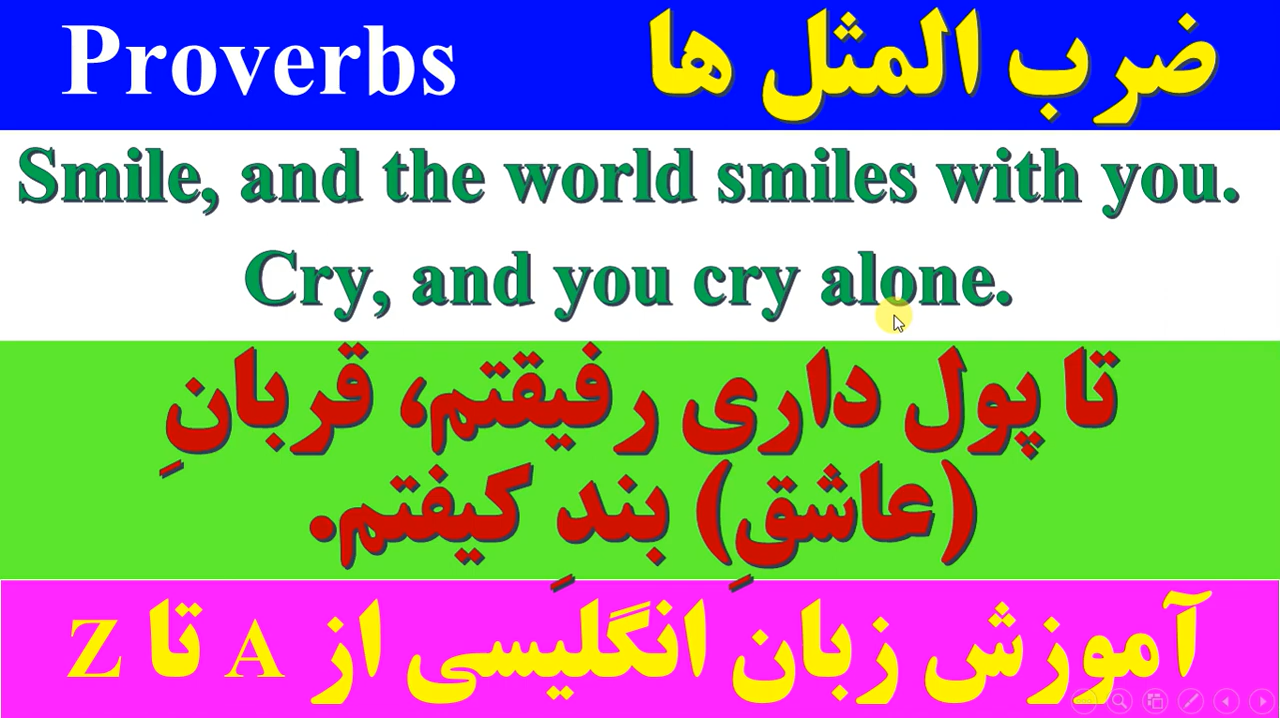 Proverbs ضرب المثل ها
Smile, and the world smiles with you.
Cry, and you cry alone.
تا پول داری رفیقتم، قربانِ
(عاشقِ) بندِ کیفتم.
آموزش زبان انگلیسی از A تا Z